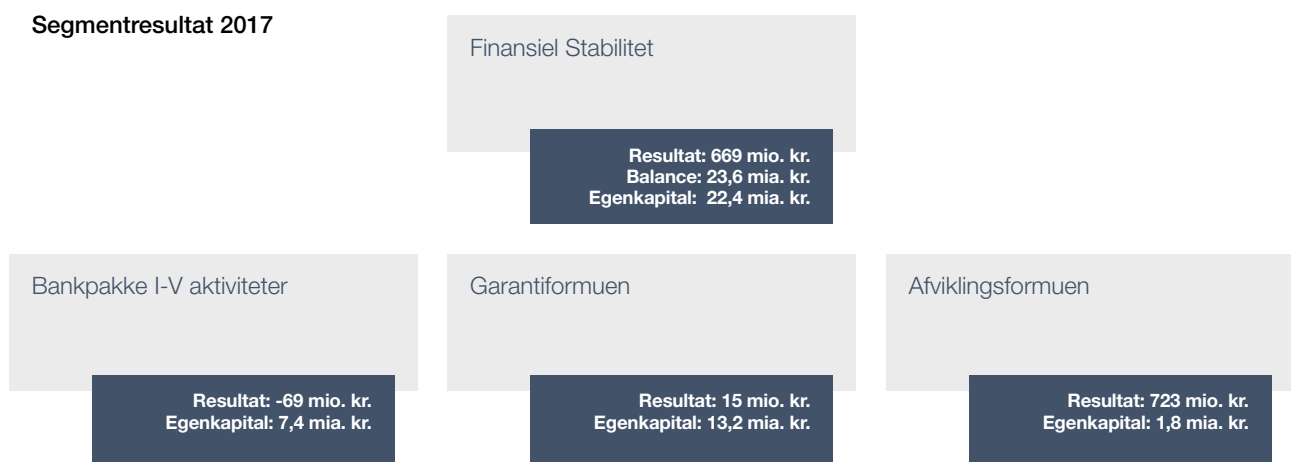 Segmentresultat 2017
Finansiel Stabilitet
Resultat: 669 mio. kr.
Balance: 23,6 mia. kr.
Egenkapital: 22,4 mia. kr.
Bankpakke I-V aktiviteter
Resultat: -69 mio. kr.
Egenkapital: 7,4 mia. kr.
Garantiformuen
Resultat: 15 mio. kr.
Egenkapital: 13,2 mia. kr.
Afviklingsformuen
Resultat: 723 mio. kr.
Egenkapital: 1,8 mia. kr.